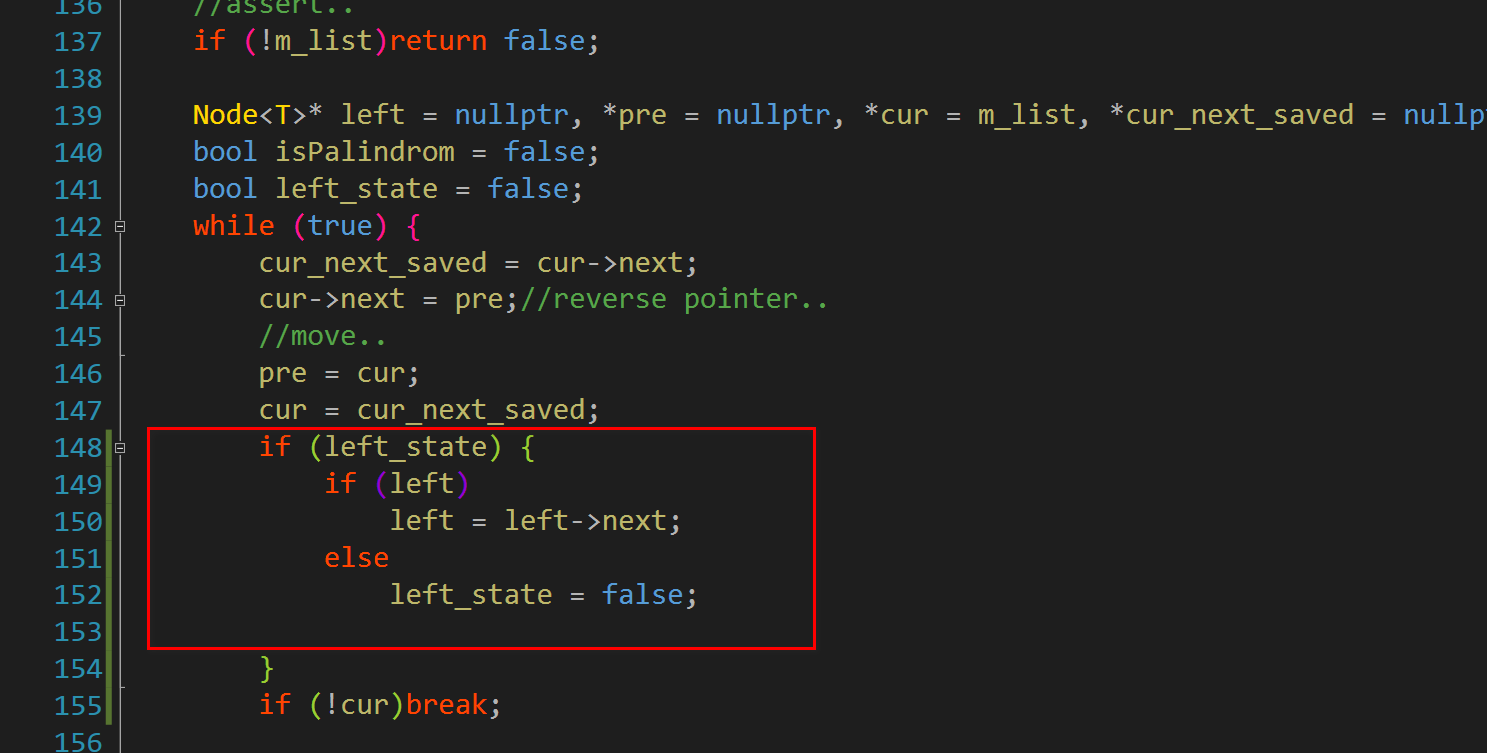 136 //assert..
137 if (!m_list)return false;
138
139 Node<T>* left = nullptr, *pre = nullptr, *cur = m_list, *cur_next_saved =
140 bool isPalindrom = false;
141 bool left_state = false;
142 while (true) {
143 cur_next_saved = cur->next;
144 cur->next = pre;//reverse pointer..
145 //move..
146 pre = cur;
147 cur = cur_next_saved;
148 if (left_state) {
149 if (left)
150 left = left->next;
151 else
152 left_state = false;
153
154 }
155 if (!cur)break;
156